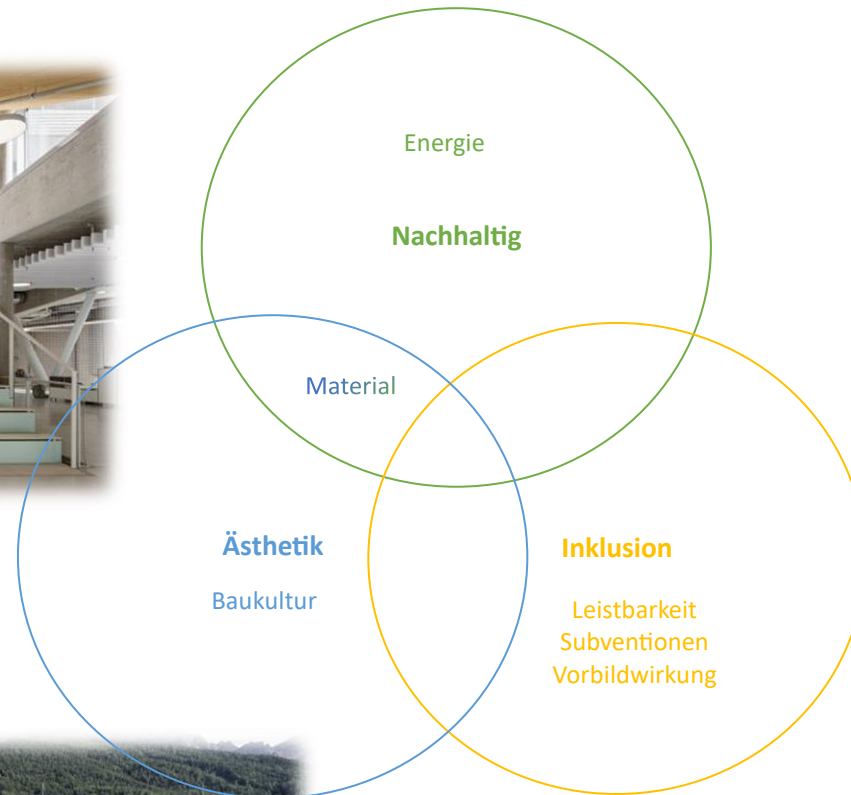 Energie
Nachhaltig
Material
Ästhetik
Baukultur
Inklusion
Leistbarkeit
Subventionen
Vorbildwirkung